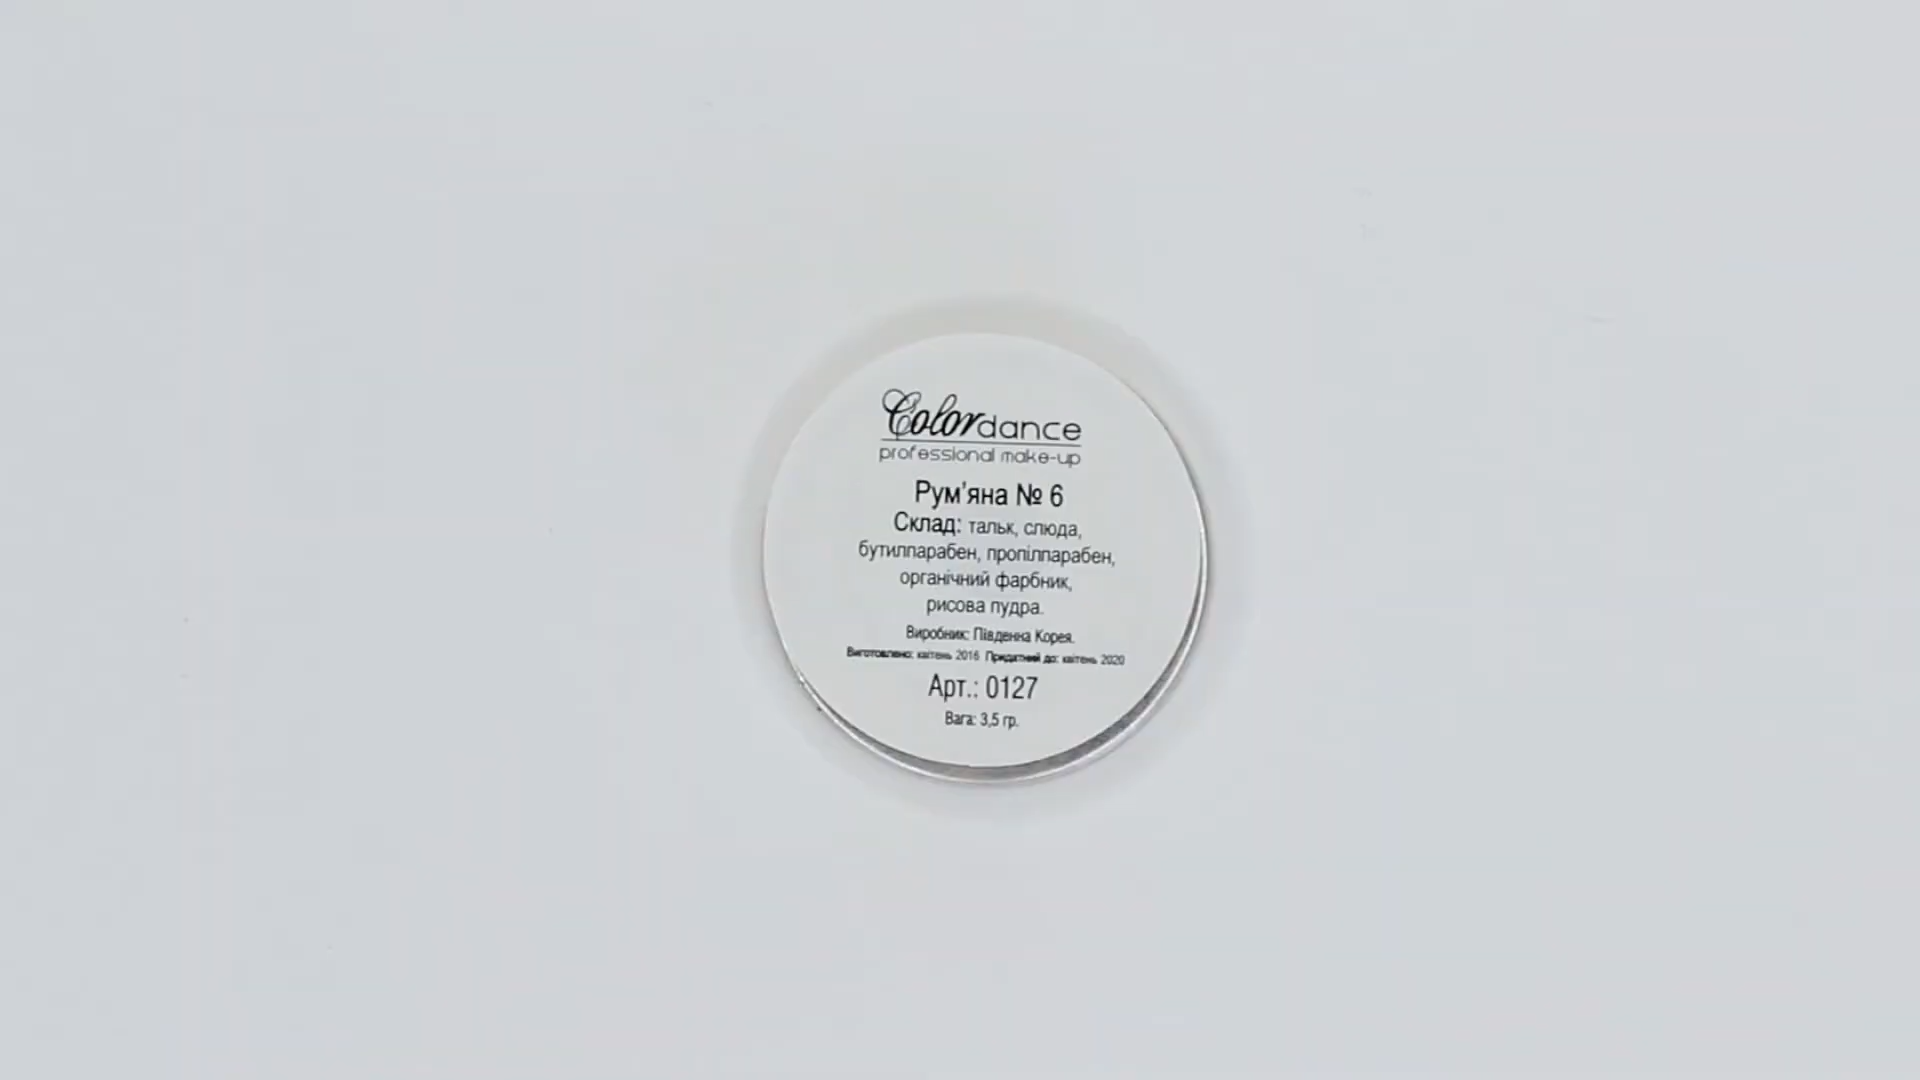 Colordance
professional make-up
Рум'яна № 6
Склад: тальк, слюда,
бутилпарабен, пропілпарабен,
органічний фарбник,
рисова пудра.
Виробник: Південна Корея.
Виготовлено: квітень 2016 Придатний до: квітень 2020
Арт.: 0127
Вага: 3,5 гр.